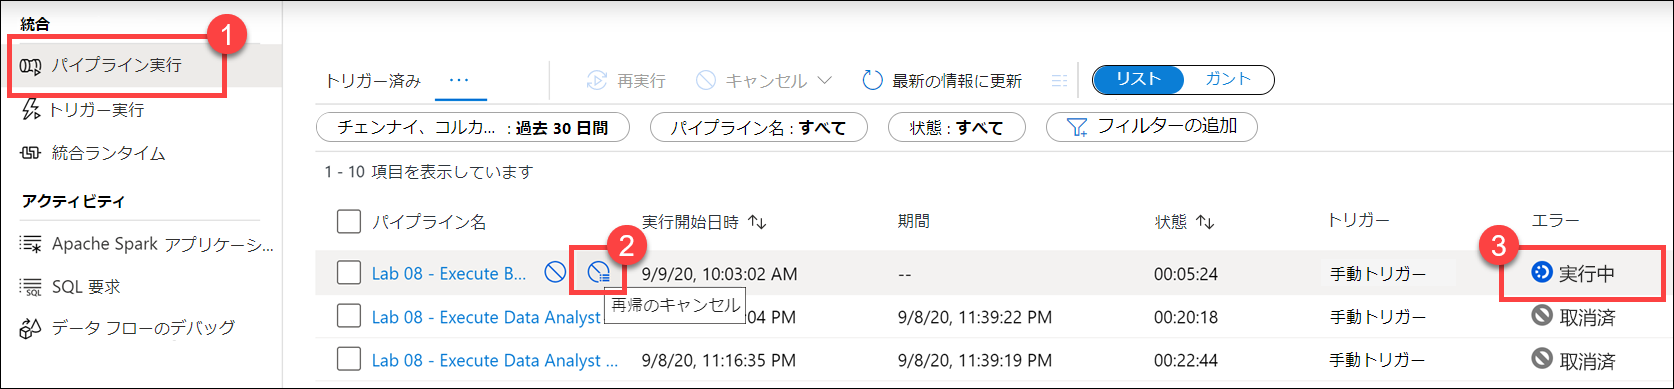 統合
1
パイプライン実行
トリガー実行
統合ランタイム
アクティビティ
Apache Spark アプリケーシ...
SQL 要求
データ フローのデバッグ
トリガー済み ... 再実行 キャンセル 最新の情報に更新 リスト ガント
チェンナイ、コルカ... : 過去 30 日間 パイプライン名 : すべて 状態 : すべて フィルターの追加
1 - 10 項目を表示しています
パイプライン名 実行開始日時 期間 状態 トリガー エラー
2 3
Lab 08 - Execute B... 9/9/20, 10:03:02 AM -- 00:05:24 手動トリガー 実行中
再帰のキャンセル
Lab 08 - Execute Data Analyst :04 PM 9/8/20, 11:39:22 PM 00:20:18 手動トリガー 取消済
Lab 08 - Execute Data Analyst ... 9/8/20, 11:16:35 PM 9/8/20, 11:39:19 PM 00:22:44 手動トリガー 取消済